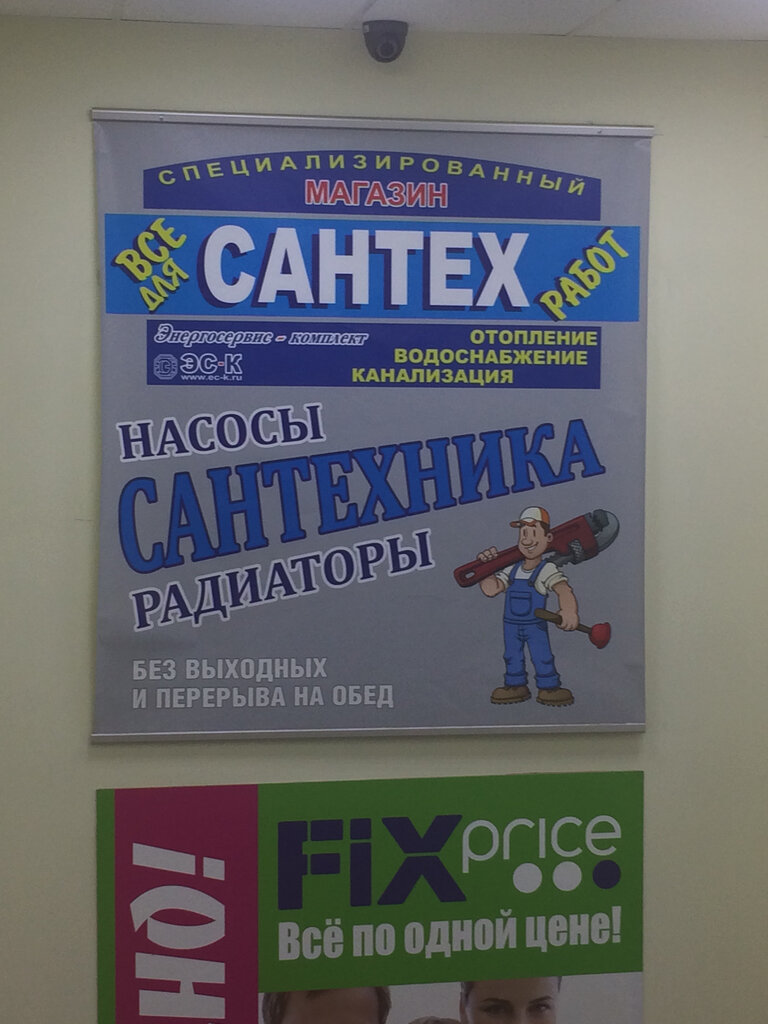 СПЕЦИАЛИЗИРОВАННЫЙ
МАГАЗИН
ВСЕ
ДЛЯ
САНТЕХ
РАБОТ
Энергосервис - комплект
ЭС-К
www.ec-k.ru
ОТОПЛЕНИЕ
ВОДОСНАБЖЕНИЕ
КАНАЛИЗАЦИЯ
НАСОСЫ
САНТЕХНИКА
РАДИАТОРЫ
БЕЗ ВЫХОДНЫХ
И ПЕРЕРЫВА НА ОБЕД
FiX price
Всё по одной цене!